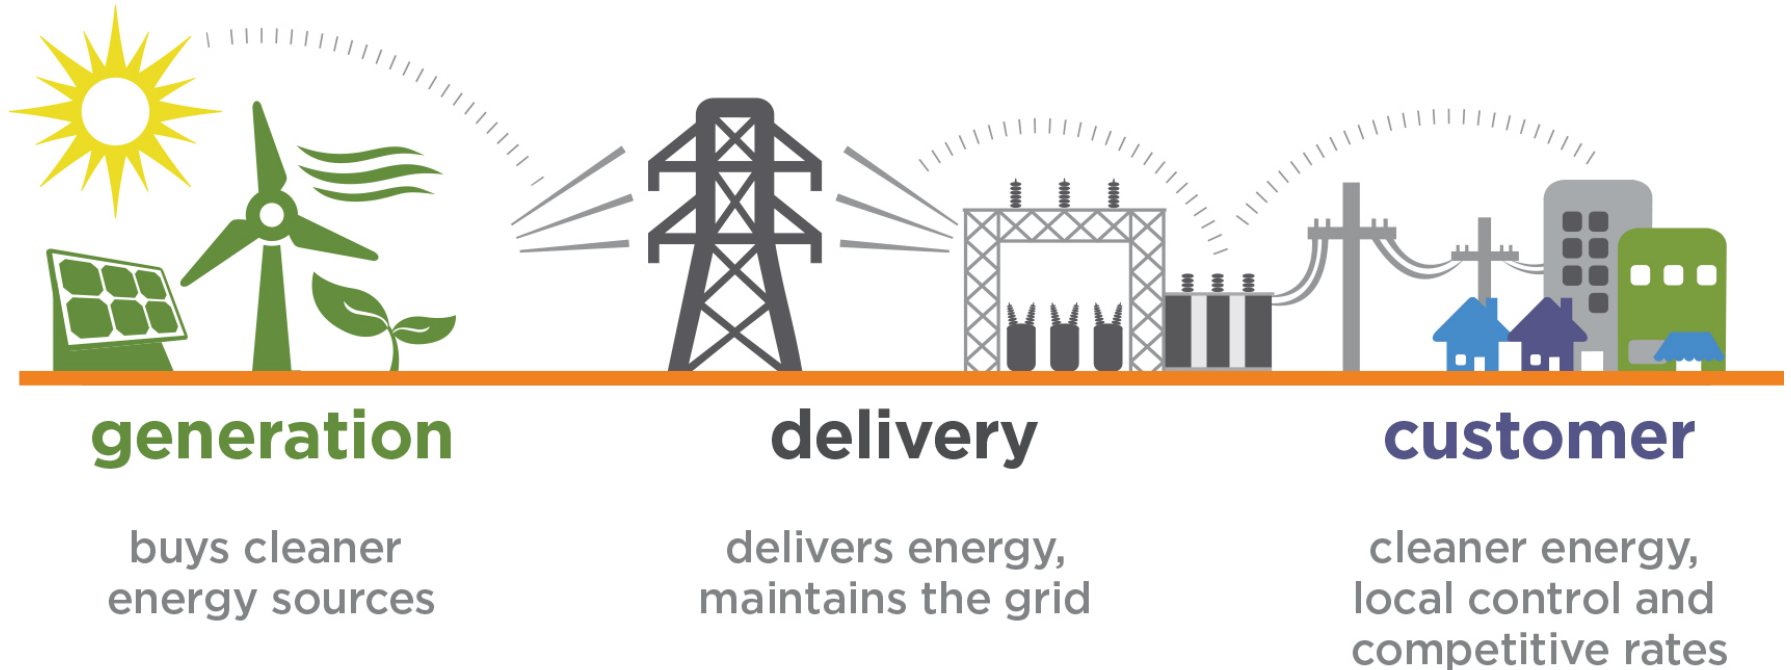 generation
buys cleaner
energy sources
delivery
delivers energy,
maintains the grid
customer
cleaner energy,
local control and
competitive rates